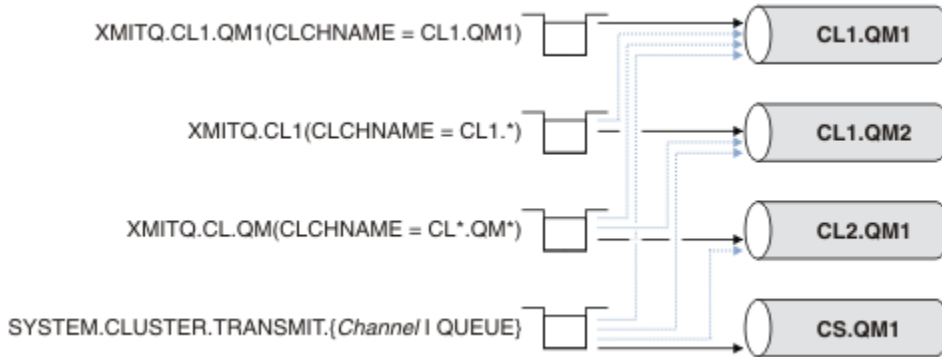 XMITQ.CL1.QM1(CLCHNAME = CL1.QM1)
CL1.QM1
XMITQ.CL1(CLCHNAME = CL1.*)
CL1.QM2
XMITQ.CL.QM(CLCHNAME = CL*.QM*)
CL2.QM1
SYSTEM.CLUSTER.TRANSMIT.{Channel I QUEUE}
CS.QM1